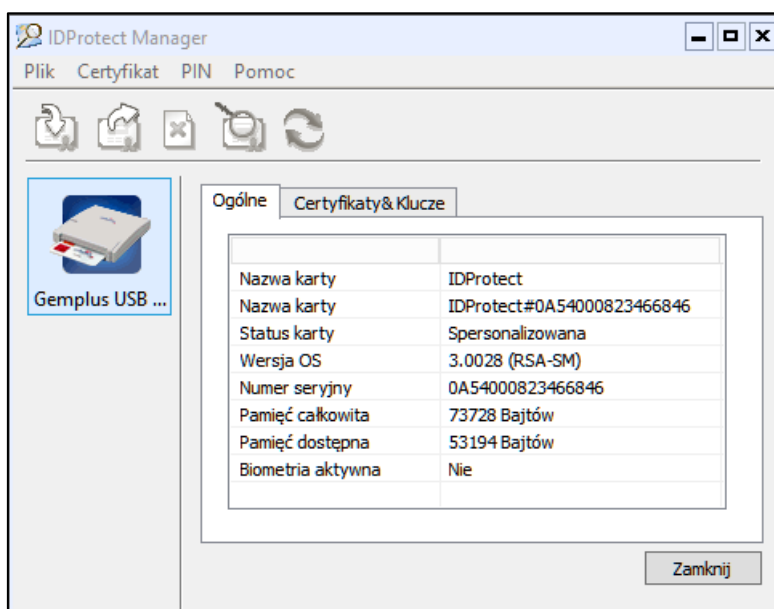 IDProtect Manager
Plik Certyfikat PIN Pomoc
Ogólne Certyfikaty& Klucze
Gemplus USB ...
Nazwa karty IDProtect
Nazwa karty IDProtect#0A54000823466846
Status karty Spersonalizowana
Wersja OS 3.0028 (RSA-SM)
Numer seryjny 0A54000823466846
Pamięć całkowita 73728 Bajtów
Pamięć dostępna 53194 Bajtów
Biometria aktywna Nie
Zamknij